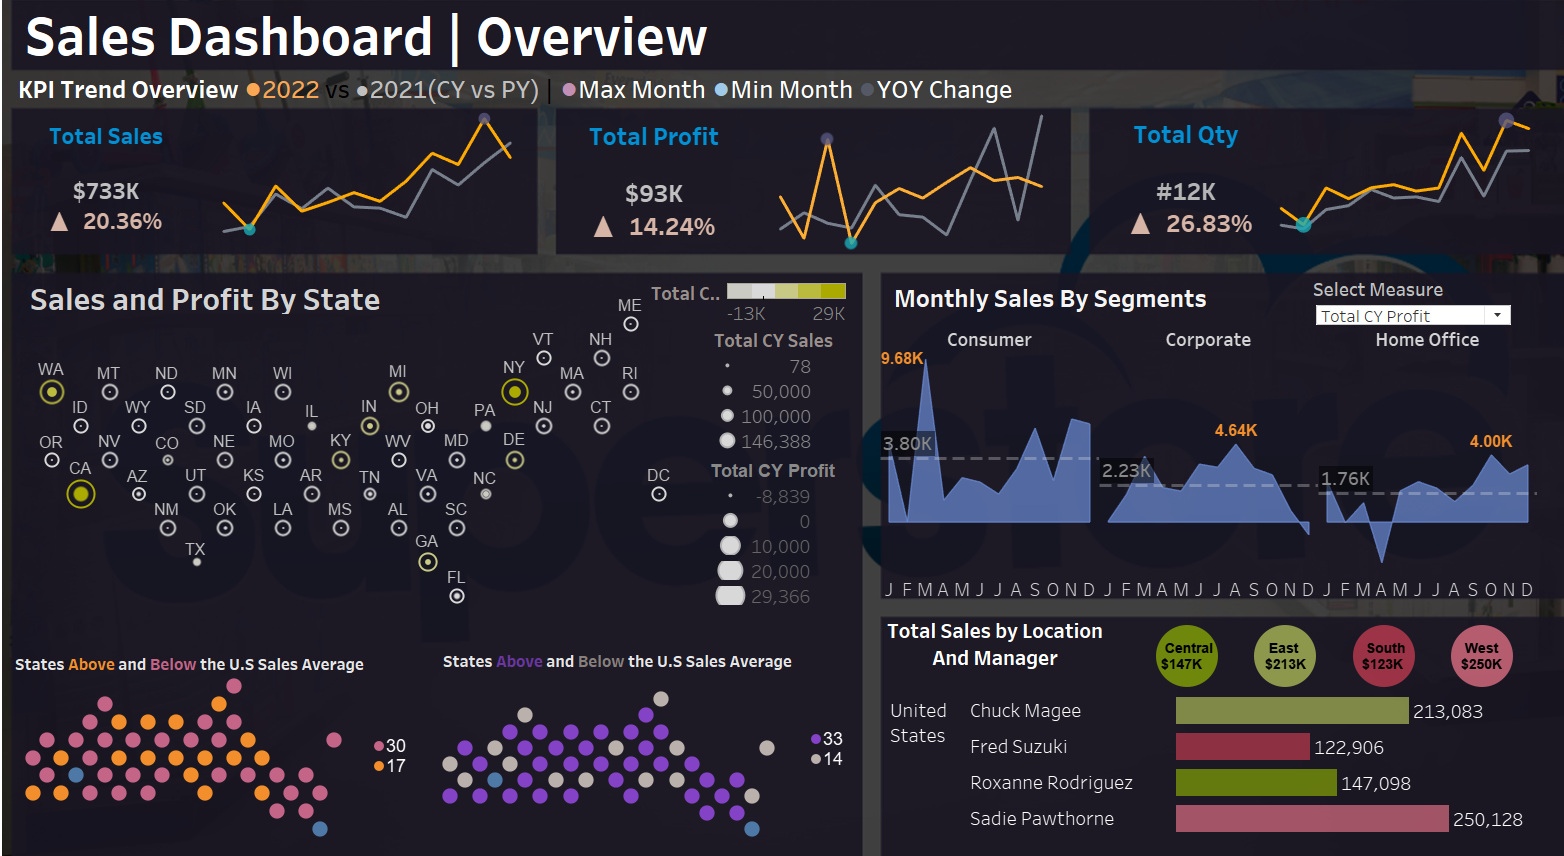 Sales Dashboard | Overview
KPI Trend Overview 2022 vs 2021(CY vs PY) | Max Month Min Month YOY Change
Total Sales
$733K
20.36%
Total Profit
$93K
14.24%
Total Qty
#12K
26.83%
Sales and Profit By State
Total C..
-13K 29K
ME
VT NH
WA MT ND MN WI MI NY MA RI
ID WY SD IA IL IN OH PA NJ CT
OR NV CO NE MO KY WV MD DE
CA AZ UT KS AR TN VA NC DC
NM OK LA MS AL SC
TX GA
FL
Total CY Sales
78
50,000
100,000
146,388
Total CY Profit
-8,839
0
10,000
20,000
29,366
States Above and Below the U.S Sales Average
30
17
States Above and Below the U.S Sales Average
33
14
Monthly Sales By Segments
Select Measure
Total CY Profit
Consumer Corporate Home Office
9.68K
3.80K
4.64K
2.23K
4.00K
1.76K
J F M A M J J A S O N D J F M A M J J A S O N D J F M A M J J A S O N D
Total Sales by Location
And Manager
Central
$147K
East
$213K
South
$123K
West
$250K
United
States
Chuck Magee 213,083
Fred Suzuki 122,906
Roxanne Rodriguez 147,098
Sadie Pawthorne 250,128
Superstore